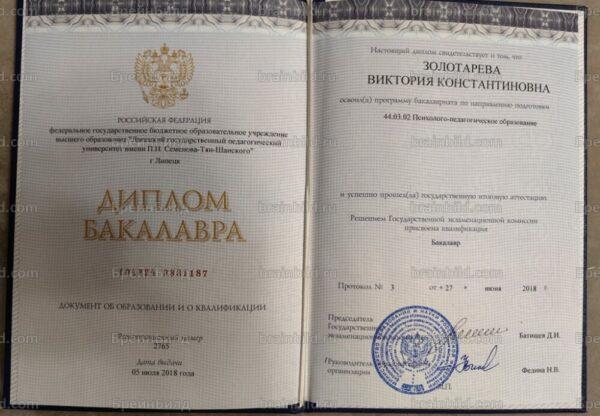 РОССИЙСКАЯ ФЕДЕРАЦИЯ
федеральное государственное бюджетное образовательное учреждение
высшего образования "Липецкий государственный педагогический
университет имени П.П. Семенова-Тян-Шанского"
г Липецк
ДИПЛОМ
БАКАЛАВРА
ДОКУМЕНТ ОБ ОБРАЗОВАНИИ И О КВАЛИФИКАЦИИ
Регистрационный номер
2765
Дата выдачи
05 июля 2018 года
Настоящий диплом свидетельствует о том, что
ЗОЛОТАРЕВА
ВИКТОРИЯ КОНСТАНТИНОВНА
освоил(а) программу бакалавриата по направлению подготовки
44.03.02 Психолого-педагогическое образование
и успешно прошел(ла) государственную итоговую аттестацию
Решением Государственной экзаменационной комиссии
присвоена квалификация
Бакалавр
Протокол № 3 от « 27 » июня 2018 г.
Председатель
Государственной
экзаменационной
Батищев Д.И.
Руководитель
организации
Федина Н.В.
М.П.
Бреинбилд.com
brainbild.com